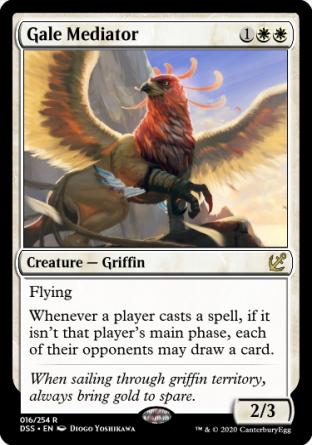 Gale Mediator 1
Creature — Griffin
Flying
Whenever a player casts a spell, if it
isn't that player's main phase, each
of their opponents may draw a card.
When sailing through griffin territory,
always bring gold to spare.
2/3
016/254 R
DSS • EN Diogo Yoshikawa
™ & © 2020 CanterburyEgg